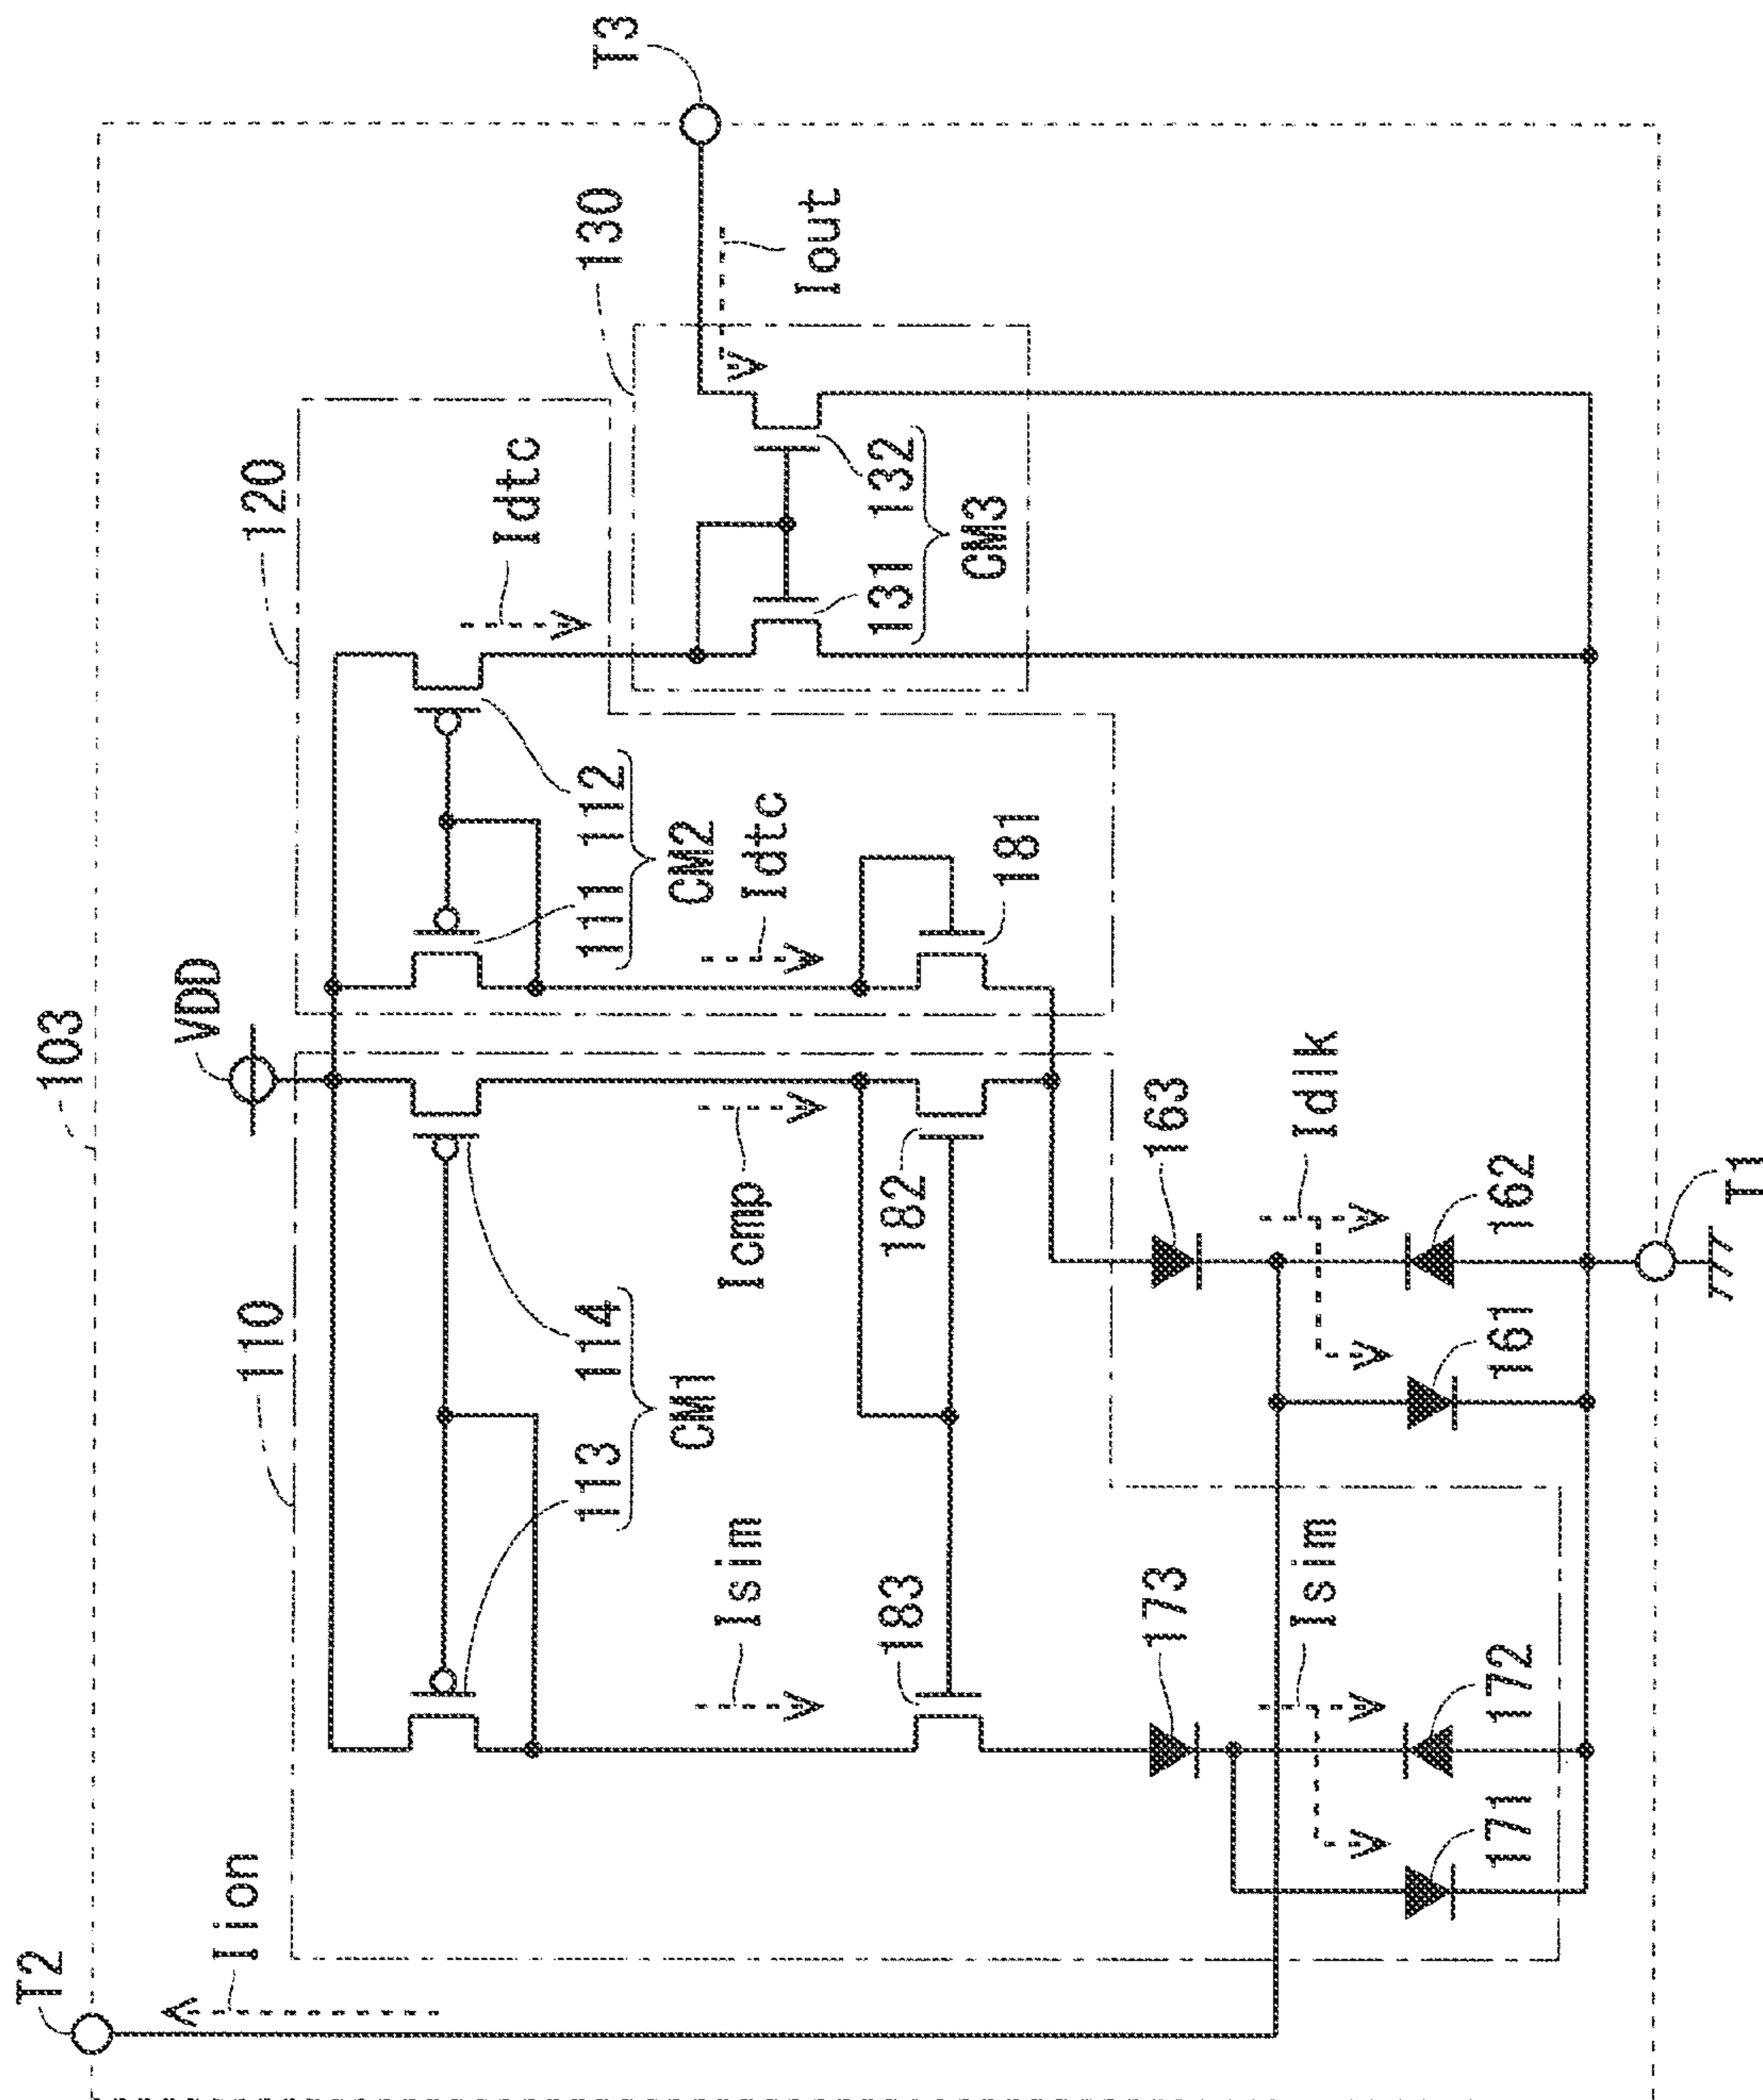 103
T2
VDD
T3
Iion
110
120
130
Idtc
Iout
113 114
CM1
111 112
CM2
131 132
CM3
Isim
Icmp
Idtc
183
182
181
173
163
Isim
Idlk
171
172
161
162
T1